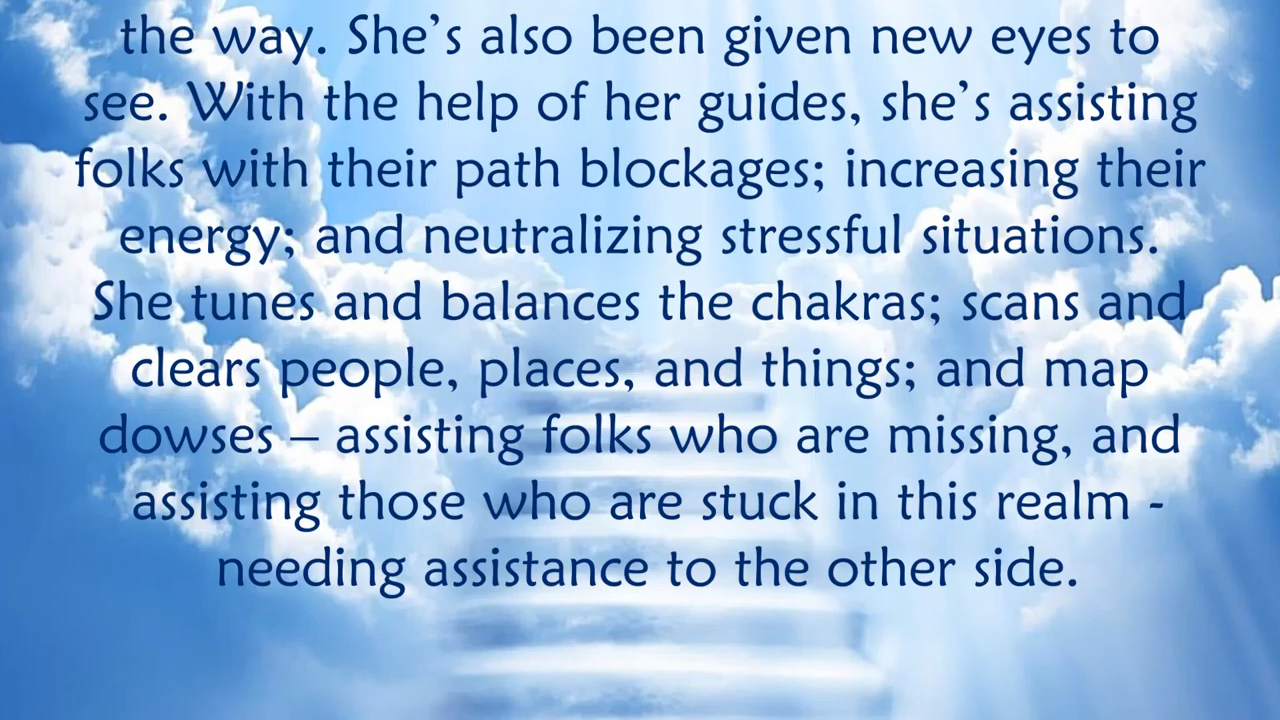 the way. She’s also been given new eyes to
see. With the help of her guides, she’s assisting
folks with their path blockages; increasing their
energy; and neutralizing stressful situations.
She tunes and balances the chakras; scans and
clears people, places, and things; and map
dowses – assisting folks who are missing, and
assisting those who are stuck in this realm -
needing assistance to the other side.